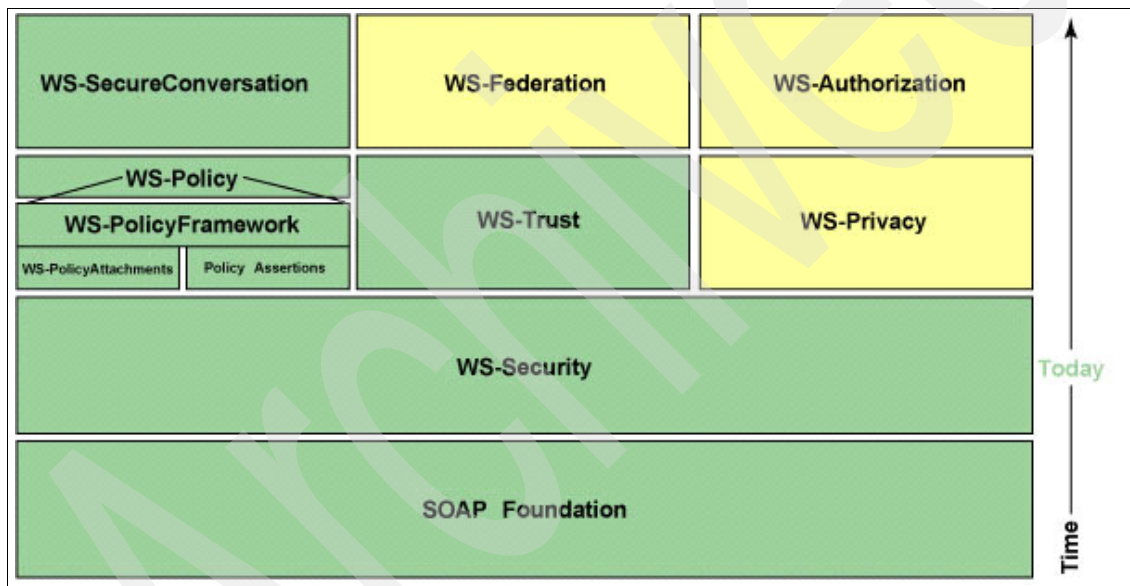 WS-SecureConversation
WS-Federation
WS-Authorization
WS-Policy
WS-PolicyFramework
WS-PolicyAttachments
Policy Assertions
WS-Trust
WS-Privacy
WS-Security
Today
SOAP Foundation
Time
Archive